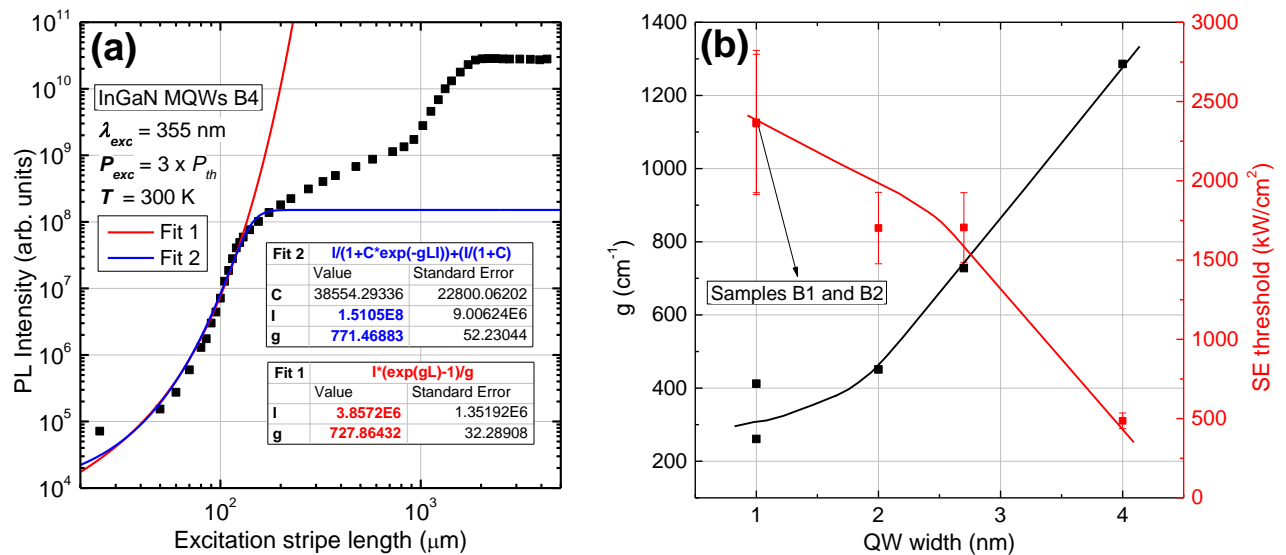 (a)
InGaN MQWs B4
λexc = 355 nm
Pexc = 3 x Pth
T = 300 K
Fit 1
Fit 2
Fit 2 I/(1+C*exp(-gLI))+(I/(1+C)
Value Standard Error
C 38554.29336 22800.06202
I 1.5105E8 9.00624E6
g 771.46883 52.23044
Fit 1 I*(exp(gL)-1)/g
Value Standard Error
I 3.8572E6 1.35192E6
g 727.86432 32.28908
PL Intensity (arb. units)
10^11
10^10
10^9
10^8
10^7
10^6
10^5
10^4
10^2 10^3
Excitation stripe length (μm)
(b)
Samples B1 and B2
g (cm^-1)
1400
1200
1000
800
600
400
200
1 2 3 4
QW width (nm)
3000
2500
2000
1500
1000
500
0
SE threshold (kW/cm^2)